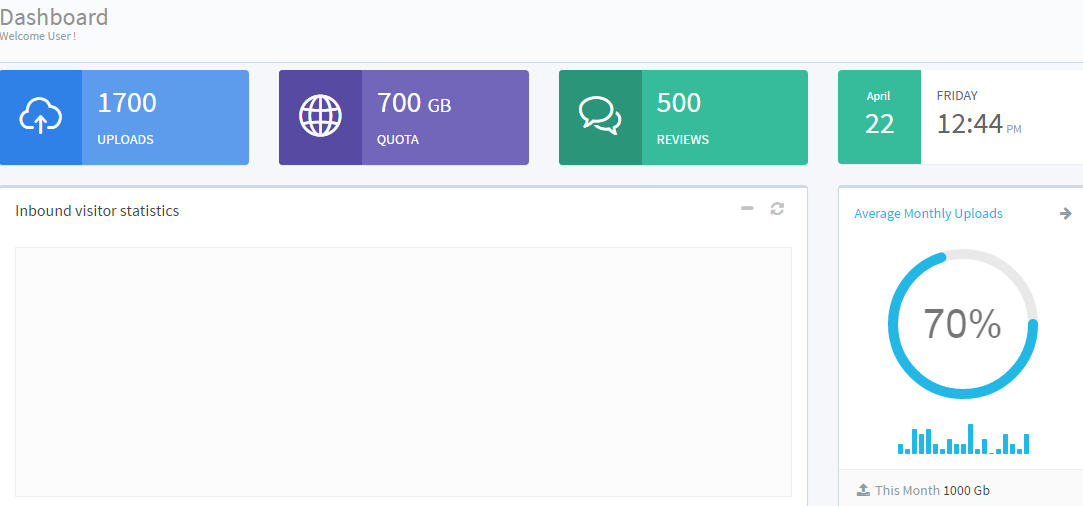 Dashboard
Welcome User !
1700
UPLOADS
700 GB
QUOTA
500
REVIEWS
April
22
FRIDAY
12:44 PM
Inbound visitor statistics
Average Monthly Uploads
70%
This Month 1000 Gb